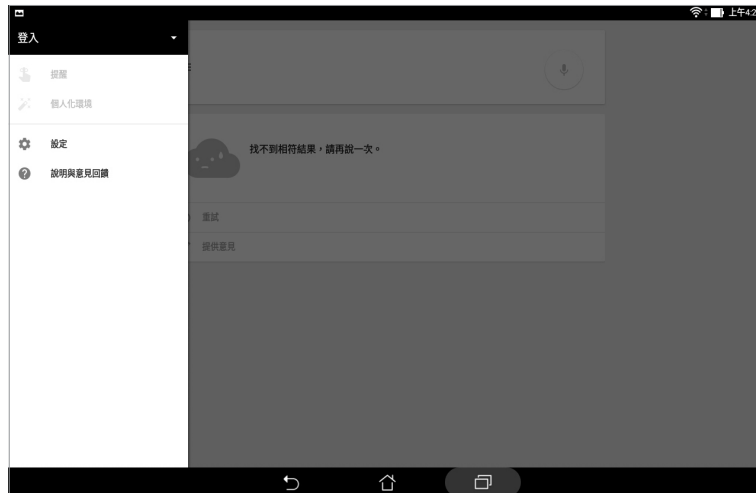 上午4:2
登入
提醒
個人化環境
設定
說明與意見回饋
找不到相符結果，請再說一次。
重試
提供意見